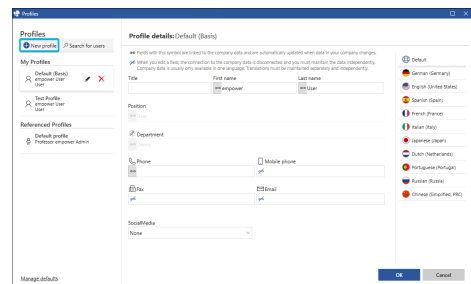 Profiles
Profiles
New profile
Search for users
My Profiles
Default (Basis)
empower User
User
Test Profile
empower User
User
Referenced Profiles
Default profile
Professor empower Admin
Manage defaults
Profile details: Default (Basis)
Fields with this symbol are linked to the company data and are automatically updated when data in your company changes.
When you edit a field, the connection to the company data is disconnected and you must maintain the data independently.
Company data is usually only available in one language. Translations must be maintained separately and independently.
Title
First name
Last name
empower
User
Position
Department
Phone
Mobile phone
Fax
Email
SocialMedia
None
Default
German (Germany)
English (United States)
Spanish (Spain)
French (France)
Italian (Italy)
Japanese (Japan)
Dutch (Netherlands)
Portuguese (Portugal)
Russian (Russia)
Chinese (Simplified, PRC)
OK
Cancel